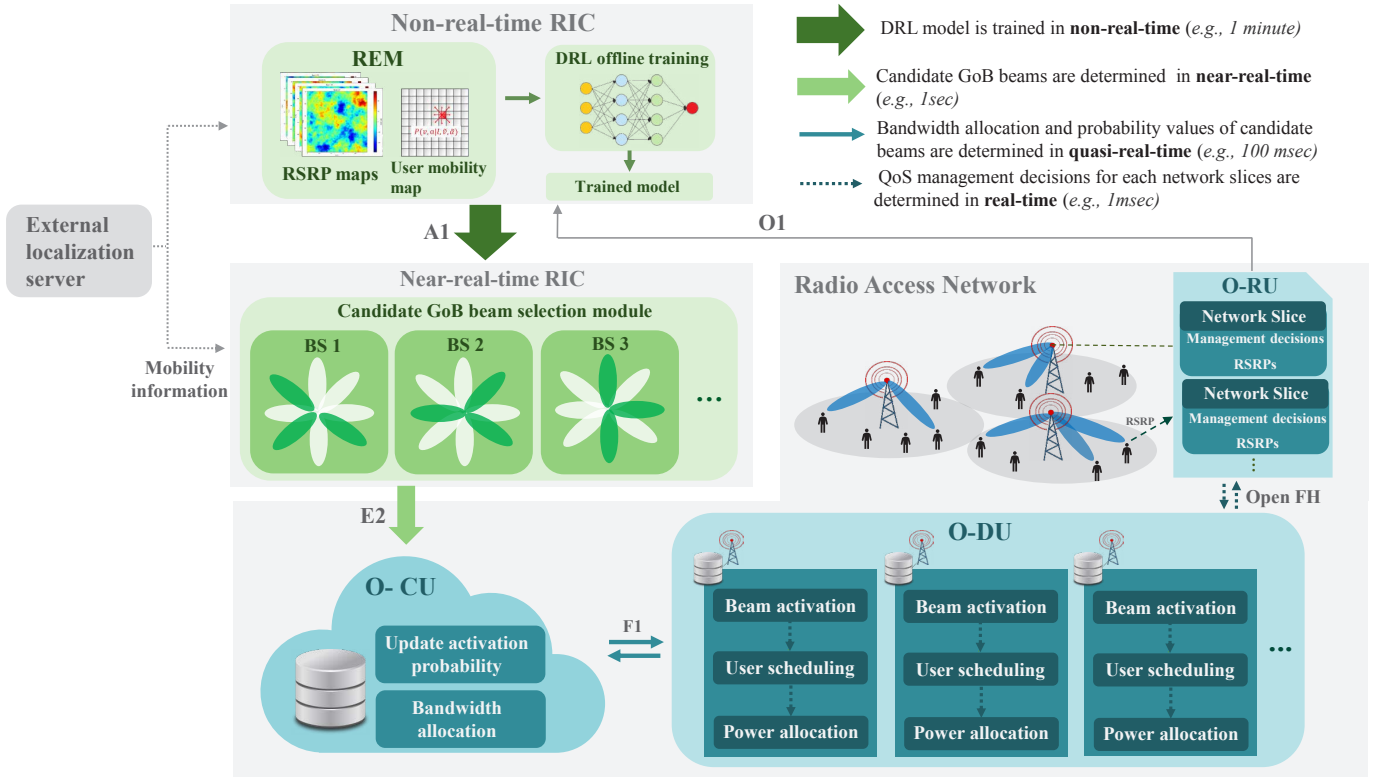 Non-real-time RIC
REM
DRL offline training
RSRP maps
User mobility
map
Trained model
DRL model is trained in non-real-time (e.g., 1 minute)
Candidate GoB beams are determined in near-real-time
(e.g., 1sec)
Bandwidth allocation and probability values of candidate
beams are determined in quasi-real-time (e.g., 100 msec)
QoS management decisions for each network slices are
determined in real-time (e.g., 1msec)
External
localization
server
Mobility
information
A1
O1
Near-real-time RIC
Candidate GoB beam selection module
BS 1
BS 2
BS 3
...
E2
Radio Access Network
RSRP
O-RU
Network Slice
Management decisions
RSRPs
Network Slice
Management decisions
RSRPs
Open FH
O- CU
Update activation
probability
Bandwidth
allocation
F1
O-DU
Beam activation
User scheduling
Power allocation
Beam activation
User scheduling
Power allocation
Beam activation
User scheduling
Power allocation
...